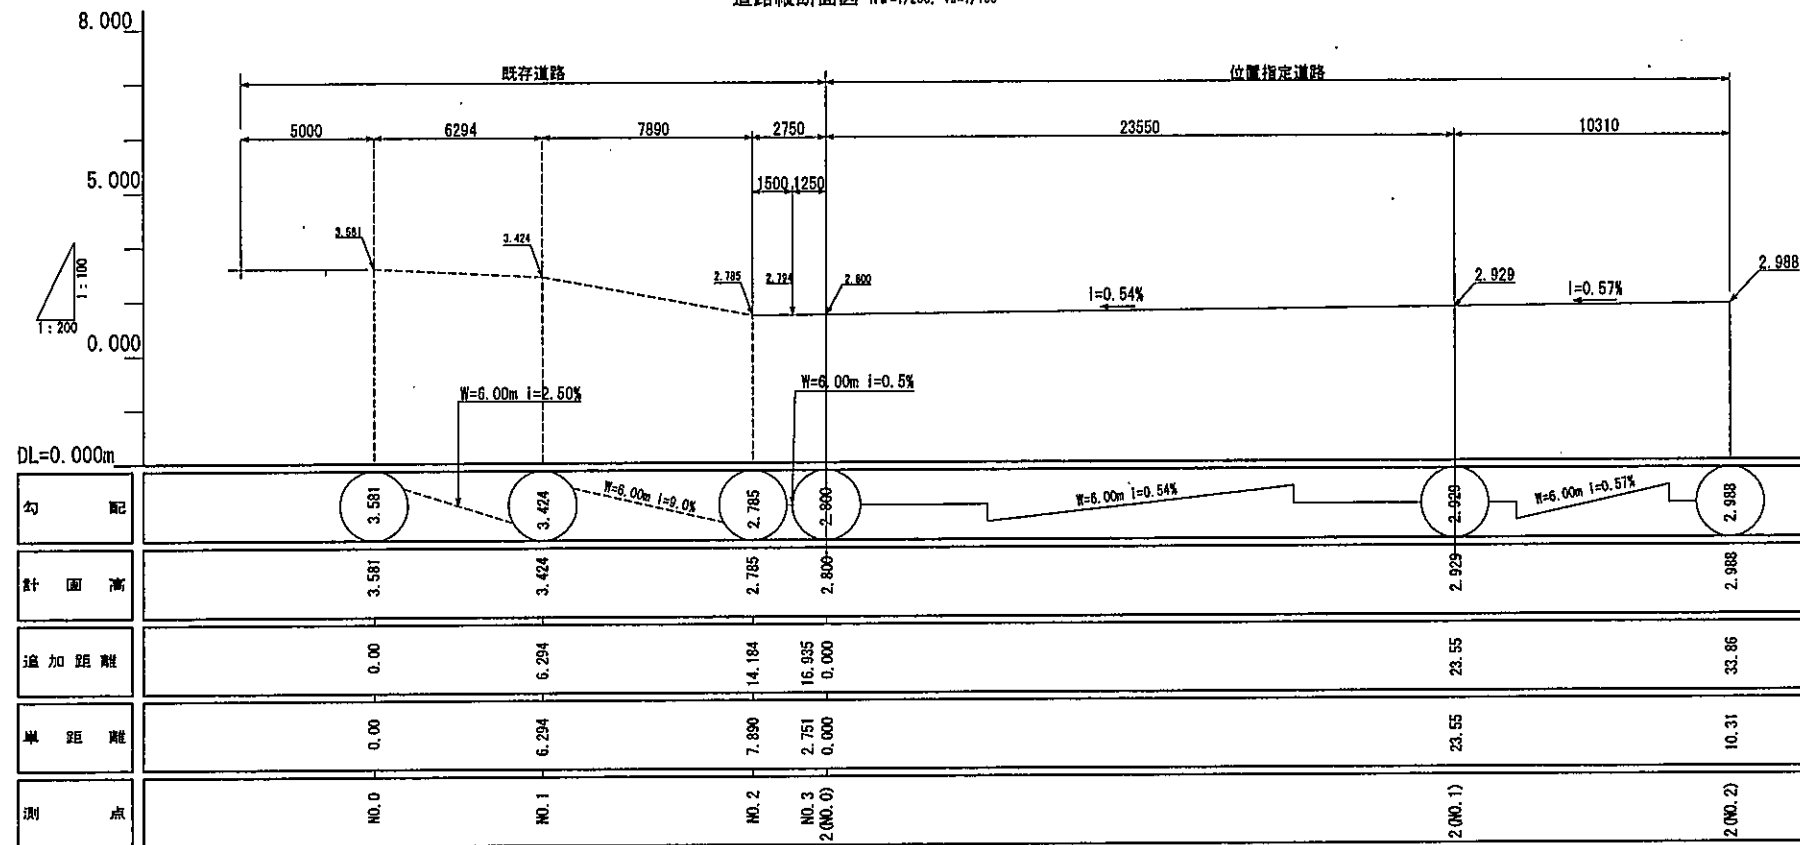 8.000
既存道路 位置指定道路
5000 6294 7890 2750 23550 10310
5.000
1500 1250
3.581 3.424 2.785 2.794 2.800 2.929 2.988
i=0.54% i=0.57%
1:100
1:200
0.000
W=6.00m i=2.50% W=6.00m i=0.5%
DL=0.000m
勾配 3.581 3.424 W=6.00m i=9.0% 2.785 2.800 W=6.00m i=0.54% 2.929 W=6.00m i=0.57% 2.988
計画高 3.581 3.424 2.785 2.800 2.929 2.988
追加距離 0.00 6.294 14.184 16.935 0.000 23.55 33.86
単距離 0.00 6.294 7.890 2.751 0.000 23.55 10.31
測点 NO.0 NO.1 NO.2 NO.3 2(NO.0) 2(NO.1) 2(NO.2)